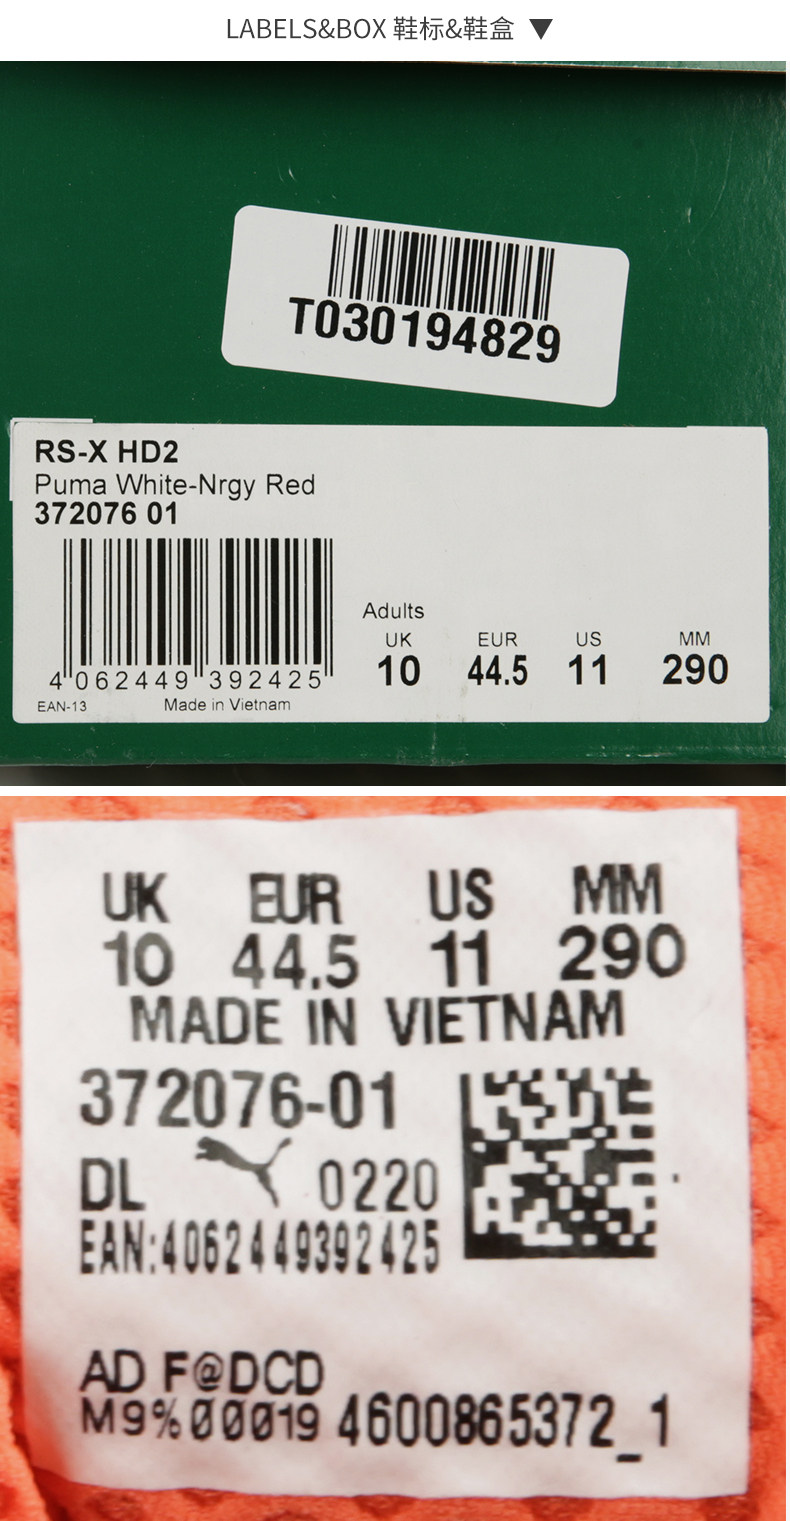 LABELS&BOX 鞋标&鞋盒 ▼
T030194829
RS-X HD2
Puma White-Nrgy Red
372076 01
Adults
UK EUR US MM
10 44.5 11 290
4 062449 392425
EAN-13 Made in Vietnam
UK EUR US MM
10 44.5 11 290
MADE IN VIETNAM
372076-01
DL 0220
EAN:4062449392425
AD F@DCD
M9%00019 4600865372_1